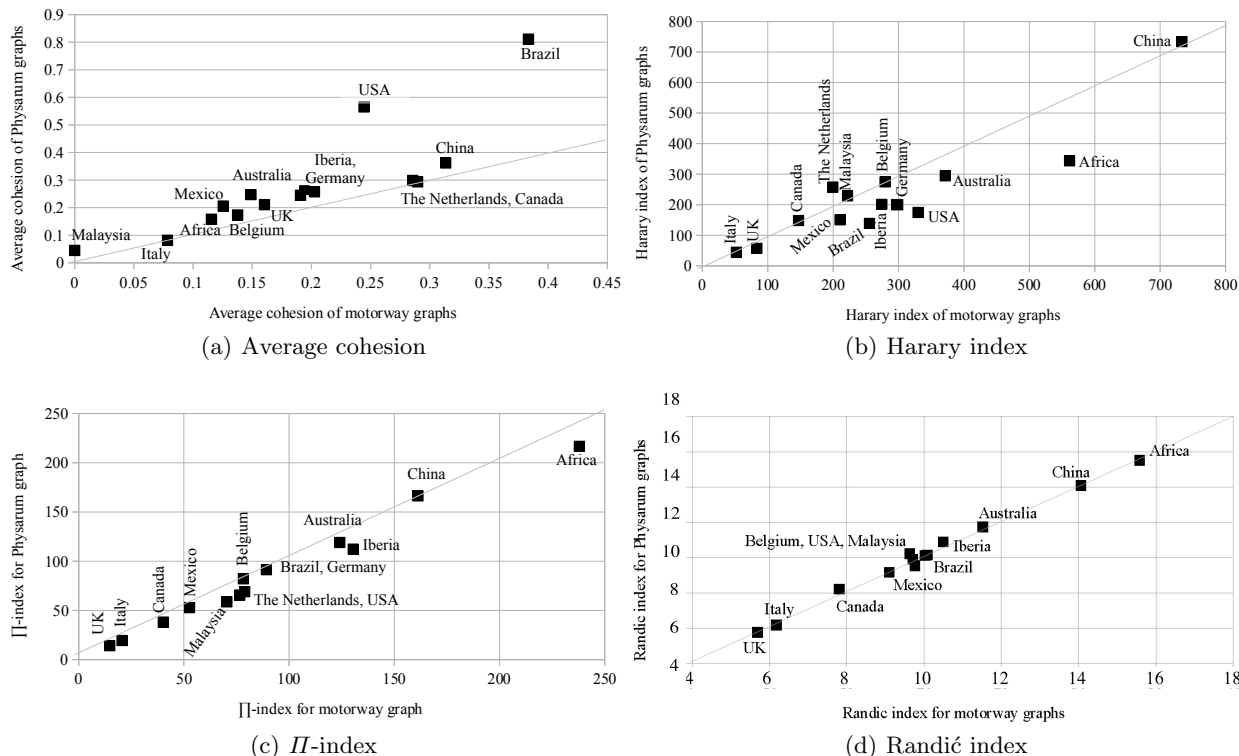 Average cohesion of Physarum graphs
0.9
0.8
0.7
0.6
0.5
0.4
0.3
0.2
0.1
0
Brazil
USA
China
Iberia,
Germany
Australia
Mexico
The Netherlands, Canada
UK
Malaysia
Africa
Belgium
Italy
0 0.05 0.1 0.15 0.2 0.25 0.3 0.35 0.4 0.45
Average cohesion of motorway graphs
(a) Average cohesion
Harary index of Physarum graphs
800
700
600
500
400
300
200
100
0
China
The Netherlands
Malaysia
Belgium
Germany
Africa
Australia
Canada
USA
Italy
UK
Mexico
Brazil
Iberia
0 100 200 300 400 500 600 700 800
Harary index of motorway graphs
(b) Harary index
∏-index for Physarum graph
250
200
150
100
50
0
Africa
China
Australia
Iberia
Belgium
Brazil, Germany
Mexico
The Netherlands, USA
Canada
Malaysia
UK
Italy
0 50 100 150 200 250
∏-index for motorway graph
(c) Π-index
Randic index for Physarum graphs
18
16
14
12
10
8
6
4
Africa
China
Australia
Belgium, USA, Malaysia
Iberia
Brazil
Mexico
Canada
Italy
UK
4 6 8 10 12 14 16 18
Randic index for motorway graphs
(d) Randić index